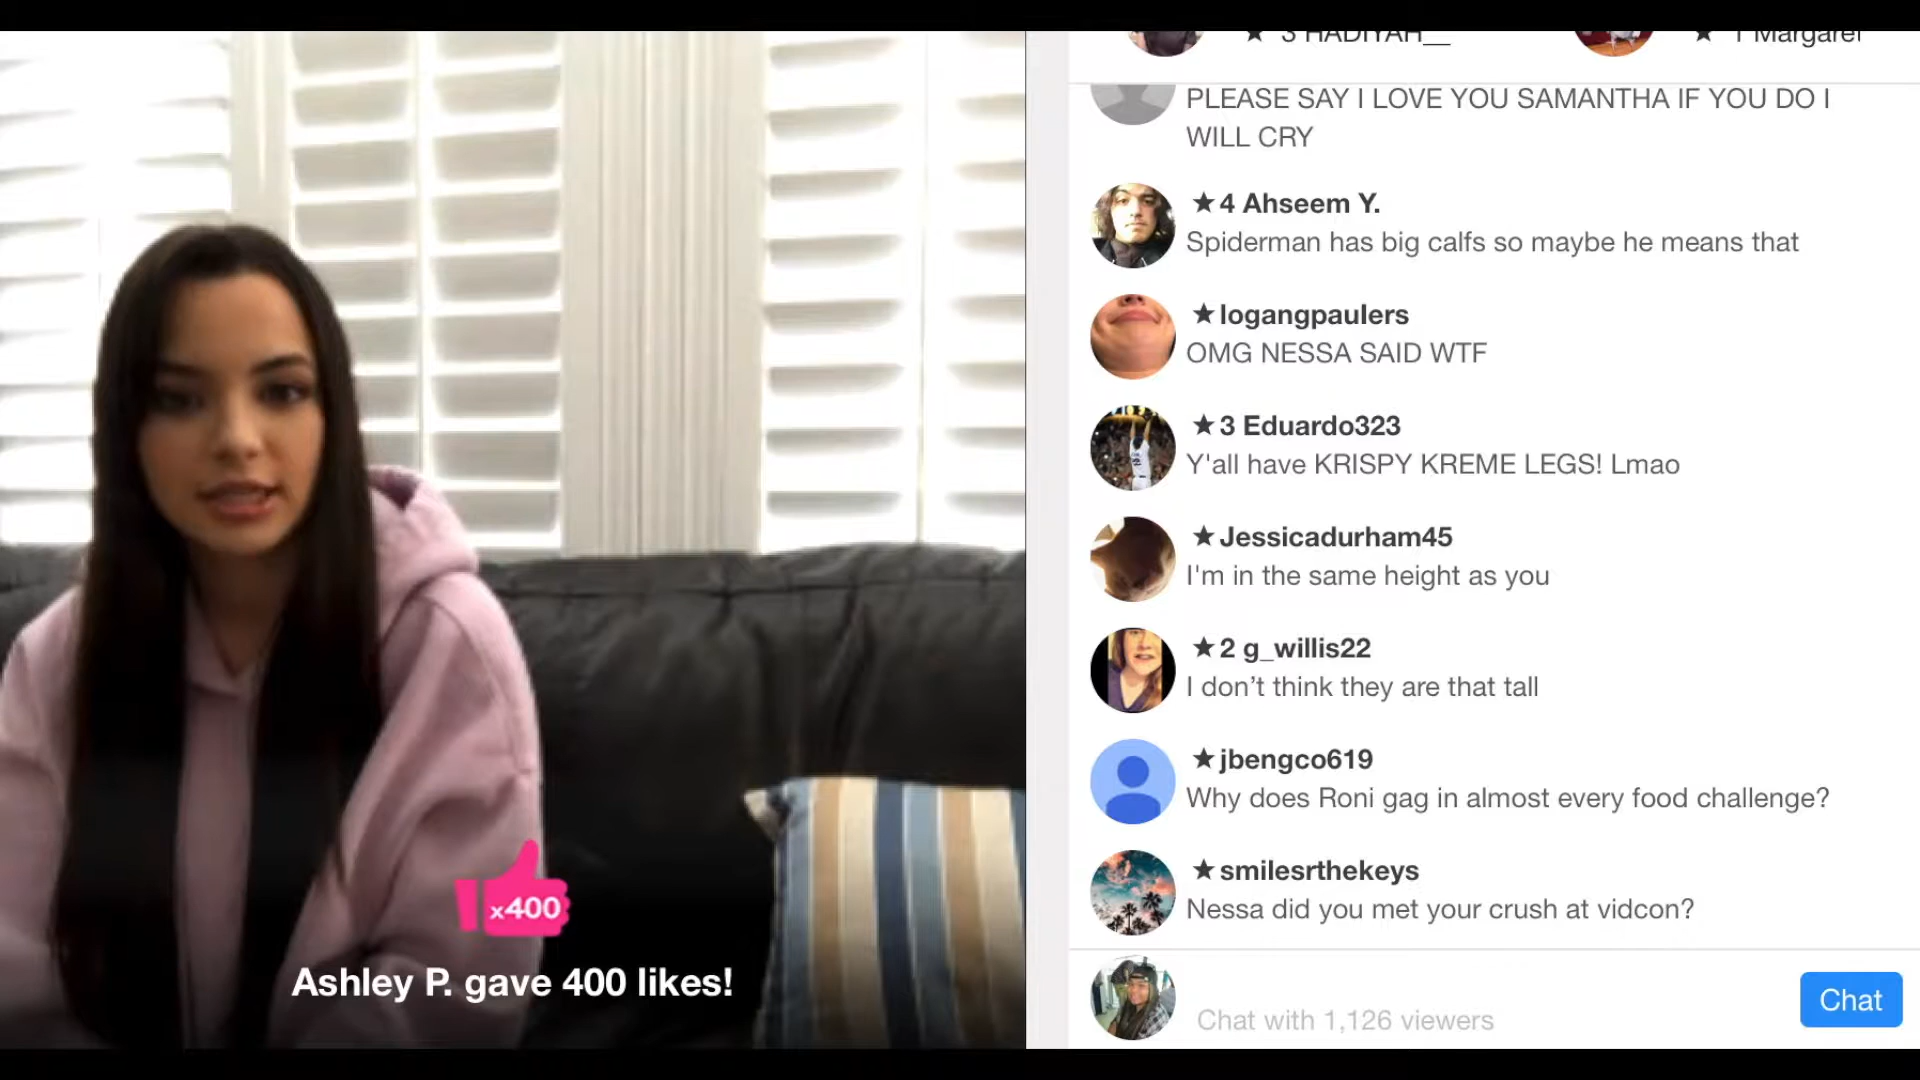 ★ 3 HADIYAH__
★ 1 Margaret
PLEASE SAY I LOVE YOU SAMANTHA IF YOU DO I
WILL CRY
★4 Ahseem Y.
Spiderman has big calfs so maybe he means that
★logangpaulers
OMG NESSA SAID WTF
★3 Eduardo323
Y'all have KRISPY KREME LEGS! Lmao
★Jessicadurham45
I'm in the same height as you
★2 g_willis22
I don’t think they are that tall
★jbengco619
Why does Roni gag in almost every food challenge?
★smilesrthekeys
Nessa did you met your crush at vidcon?
Chat with 1,126 viewers
Chat
x400
Ashley P. gave 400 likes!